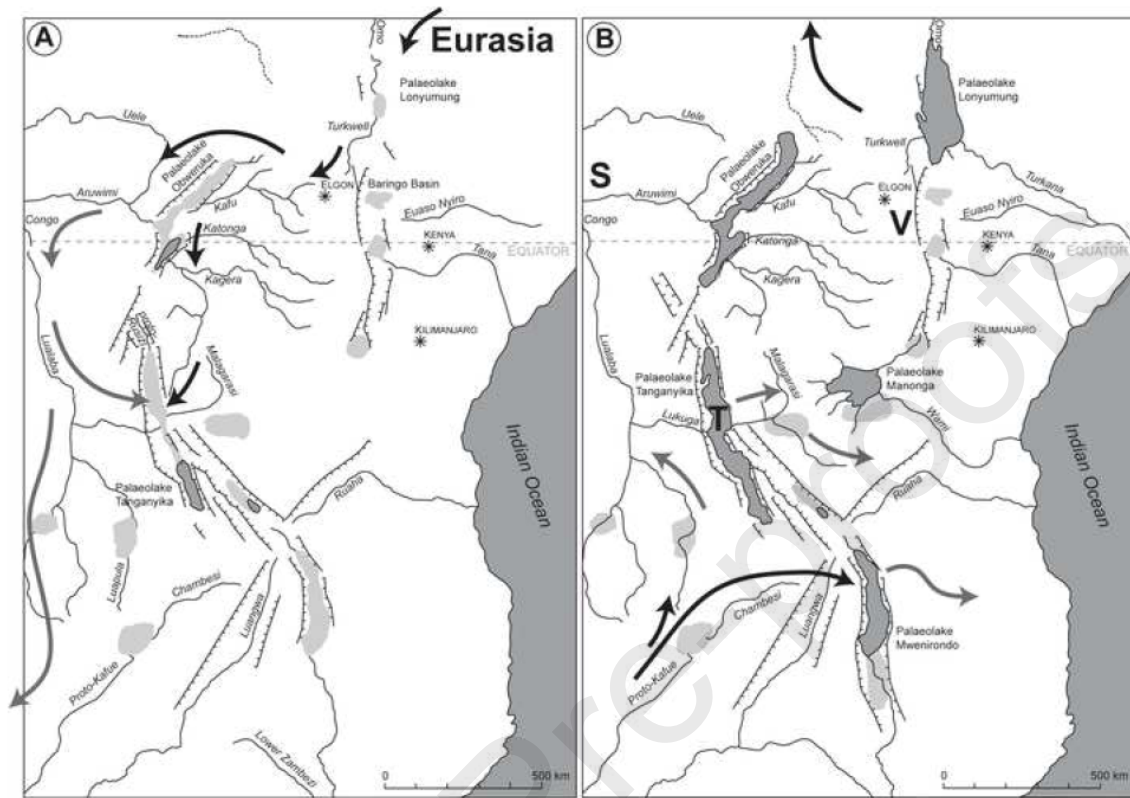 A
Eurasia
Omo
Palaeolake
Lonyumung
Uele
Turkwell
Palaeolake
Obweruka
ELGON
Baringo Basin
Aruwimi
Kafu
Euaso Nyiro
Congo
Katonga
KENYA
EQUATOR
Tana
Kagera
proto-
Rusizi
KILIMANJARO
Lualaba
Malagarasi
Indian Ocean
Palaeolake
Tanganyika
Ruaha
Luapula
Chambesi
Luangwa
Proto-Kafue
Lower Zambezi
0
500 km
B
Omo
Palaeolake
Lonyumung
Uele
Turkwell
Palaeolake
Obweruka
S
ELGON
Turkana
Aruwimi
Kafu
V
Euaso Nyiro
Congo
Katonga
KENYA
EQUATOR
Tana
Kagera
KILIMANJARO
Lualaba
Palaeolake
Tanganyika
Malagarasi
Palaeolake
Manonga
T
Lukuga
Wami
Indian Ocean
Ruaha
Chambesi
Luangwa
Palaeolake
Mwenirondo
Proto-Kafue
0
500 km
Pre-proofs